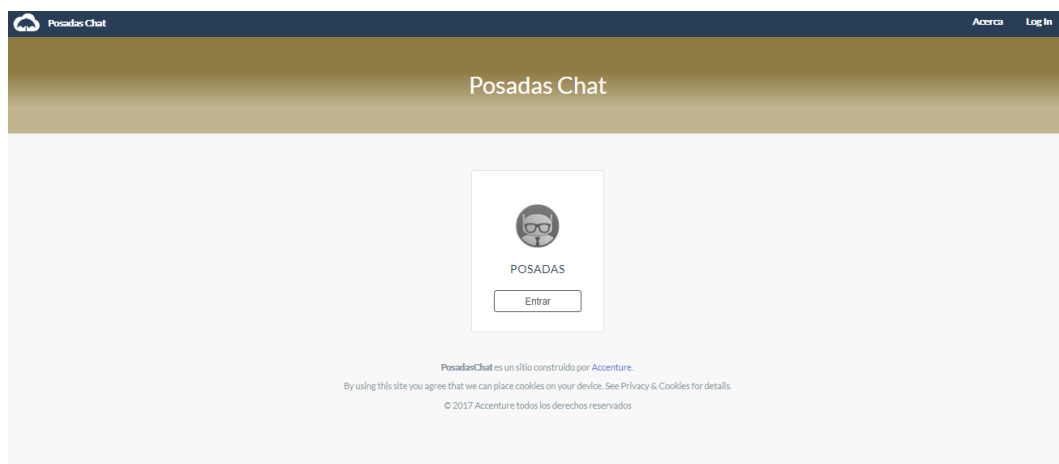 Posadas Chat
Acerca
Log In
Posadas Chat
POSADAS
Entrar
PosadasChat es un sitio construido por Accenture.
By using this site you agree that we can place cookies on your device. See Privacy & Cookies for details.
© 2017 Accenture todos los derechos reservados